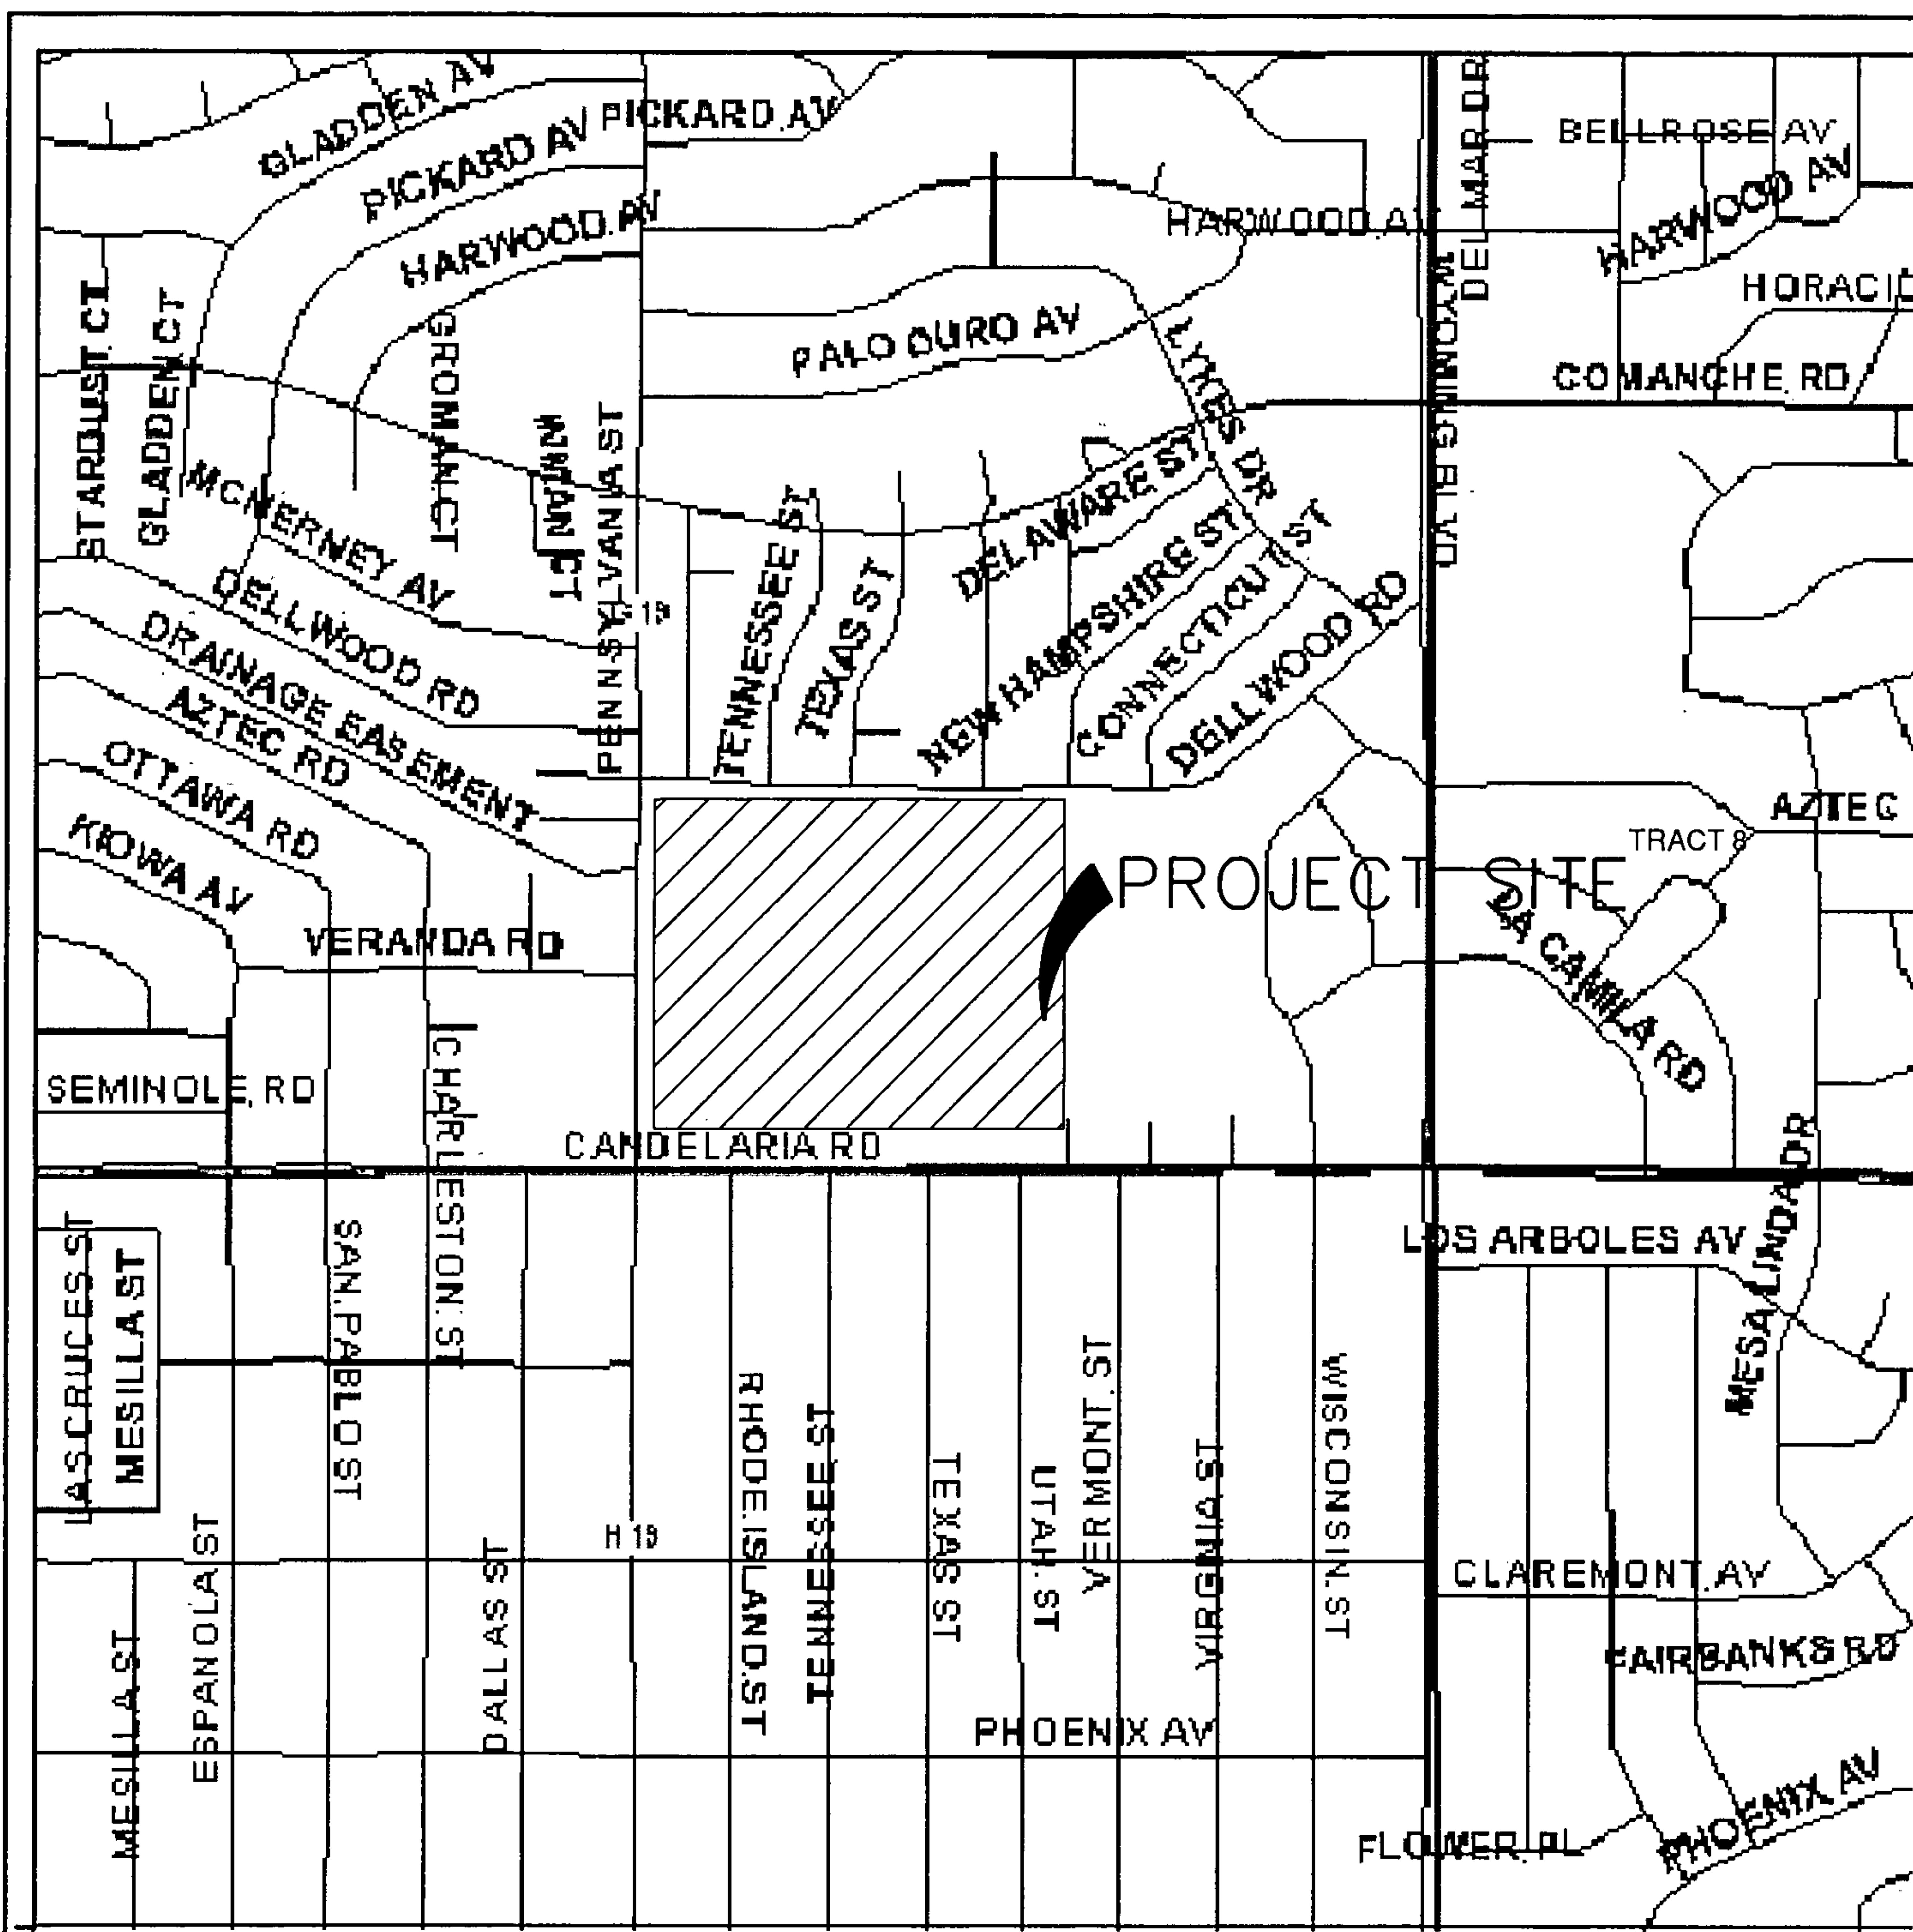 GLADDEN AV
PICKARD AV
PICKARD AV
HARWOOD AV
HARWOOD AV
DEL MAR DR
BELLROSE AV
HARWOOD AV
HORACIO
STARDUST CT
GLADDEN CT
GROMAN CT
PALO DURO AV
LYKES DR
WYOMING BLVD
COMANCHE RD
MCNERNEY AV
PENNSYLVANIA ST
TENNESSEE ST
TEXAS ST
DELAWARE ST
NEW HAMPSHIRE ST
CONNECTICUT ST
DELLWOOD RD
DELLWOOD RD
DRAINAGE EASEMENT
AZTEC RD
OTTAWA RD
KIOWA AV
VERANDA RD
AZTEC
TRACT 8
PROJECT SITE
LA CAMILA RD
SEMINOLE RD
CHARLESTON ST
CANDELARIA RD
LAS CRUCES ST
MESILLA ST
SAN PABLO ST
LOS ARBOLES AV
MESA LINDA DR
RHODE ISLAND ST
TENNESSEE ST
TEXAS ST
UTAH ST
VERMONT ST
VIRGINIA ST
WISCONSIN ST
H 19
MESILLA ST
ESPANOLA ST
DALLAS ST
CLAREMONT AV
FAIRBANKS RD
PHOENIX AV
FLOWER PL
PHOENIX AV